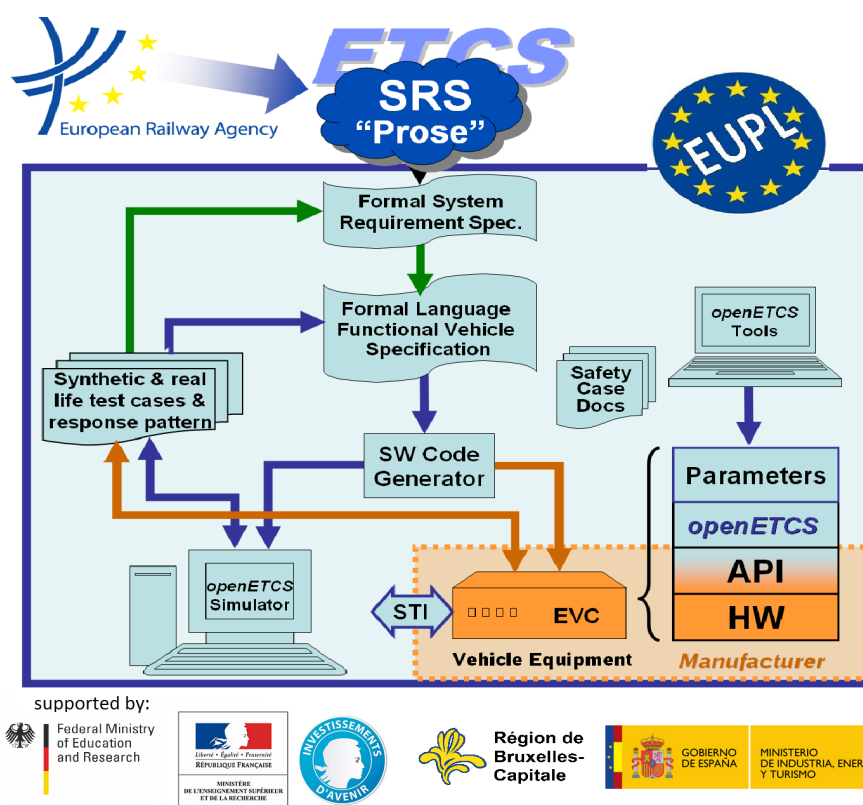 ETCS
SRS
“Prose”
European Railway Agency
EUPL
Formal System
Requirement Spec.
Formal Language
Functional Vehicle
Specification
openETCS
Tools
Synthetic & real
life test cases &
response pattern
Safety
Case
Docs
SW Code
Generator
Parameters
openETCS
API
HW
openETCS
Simulator
STI
EVC
Vehicle Equipment
Manufacturer
supported by:
Federal Ministry
of Education
and Research
Liberté • Égalité • Fraternité
RÉPUBLIQUE FRANÇAISE
MINISTÈRE
DE L'ENSEIGNEMENT SUPÉRIEUR
ET DE LA RECHERCHE
INVESTISSEMENTS
D'AVENIR
Région de
Bruxelles-
Capitale
GOBIERNO
DE ESPAÑA
MINISTERIO
DE INDUSTRIA, ENER
Y TURISMO